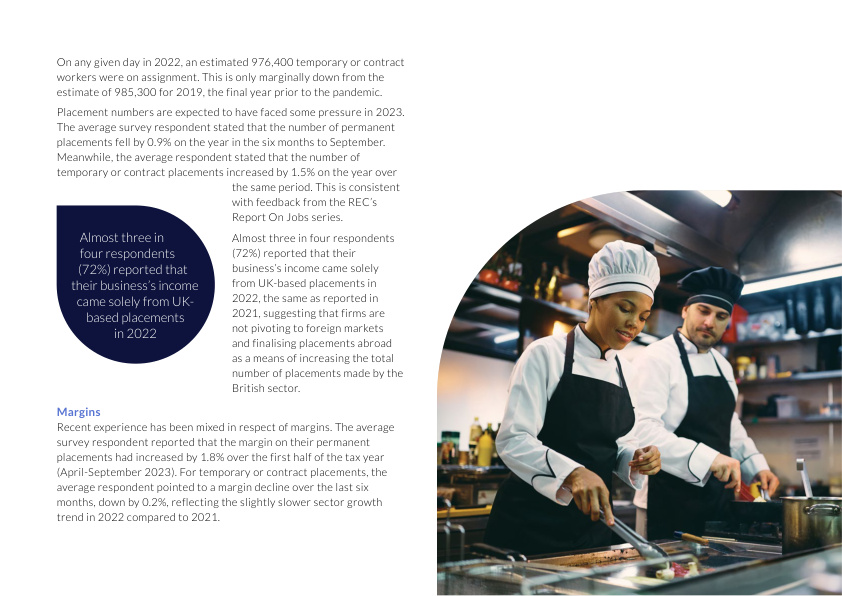 On any given day in 2022, an estimated 976,400 temporary or contract
workers were on assignment. This is only marginally down from the
estimate of 985,300 for 2019, the final year prior to the pandemic.
Placement numbers are expected to have faced some pressure in 2023.
The average survey respondent stated that the number of permanent
placements fell by 0.9% on the year in the six months to September.
Meanwhile, the average respondent stated that the number of
temporary or contract placements increased by 1.5% on the year over
the same period. This is consistent
with feedback from the REC's
Report On Jobs series.
Almost three in
four respondents
(72%) reported that
their business's income
came solely from UK-
based placements
in 2022
Almost three in four respondents
(72%) reported that their
business's income came solely
from UK-based placements in
2022, the same as reported in
2021, suggesting that firms are
not pivoting to foreign markets
and finalising placements abroad
as a means of increasing the total
number of placements made by the
British sector.
Margins
Recent experience has been mixed in respect of margins. The average
survey respondent reported that the margin on their permanent
placements had increased by 1.8% over the first half of the tax year
(April-September 2023). For temporary or contract placements, the
average respondent pointed to a margin decline over the last six
months, down by 0.2%, reflecting the slightly slower sector growth
trend in 2022 compared to 2021.